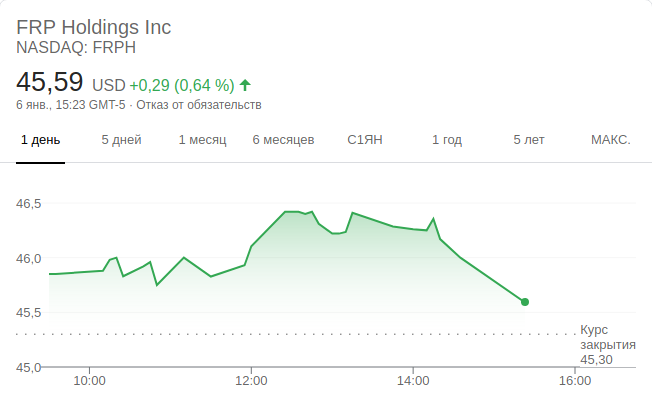 FRP Holdings Inc
NASDAQ: FRPH
45,59 USD +0,29 (0,64 %)
6 янв., 15:23 GMT-5 · Отказ от обязательств
1 день 5 дней 1 месяц 6 месяцев С1ЯН 1 год 5 лет МАКС.
46,5
46,0
45,5
Курс
закрытия
45,30
45,0
10:00 12:00 14:00 16:00